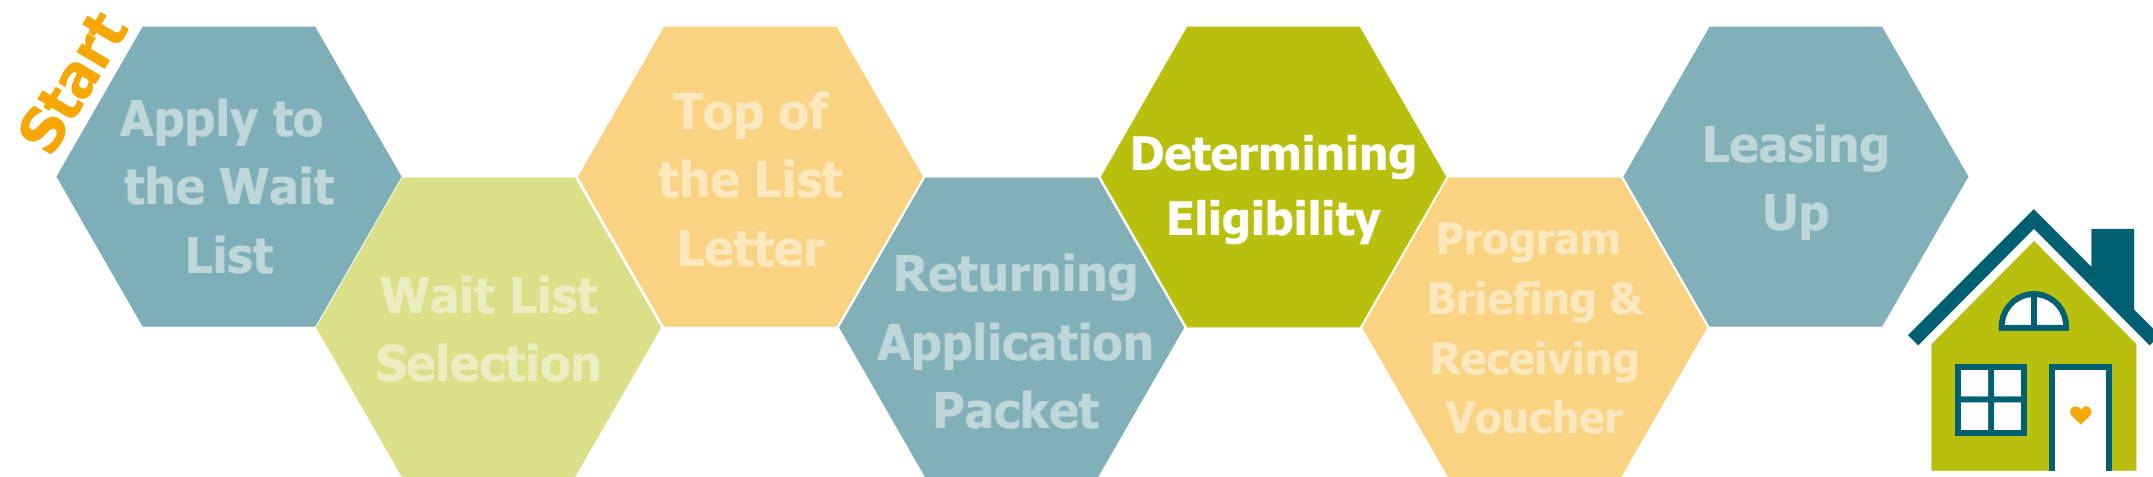 Start
Apply to
the Wait
List
Wait List
Selection
Top of
the List
Letter
Returning
Application
Packet
Determining
Eligibility
Program
Briefing &
Receiving
Voucher
Leasing
Up